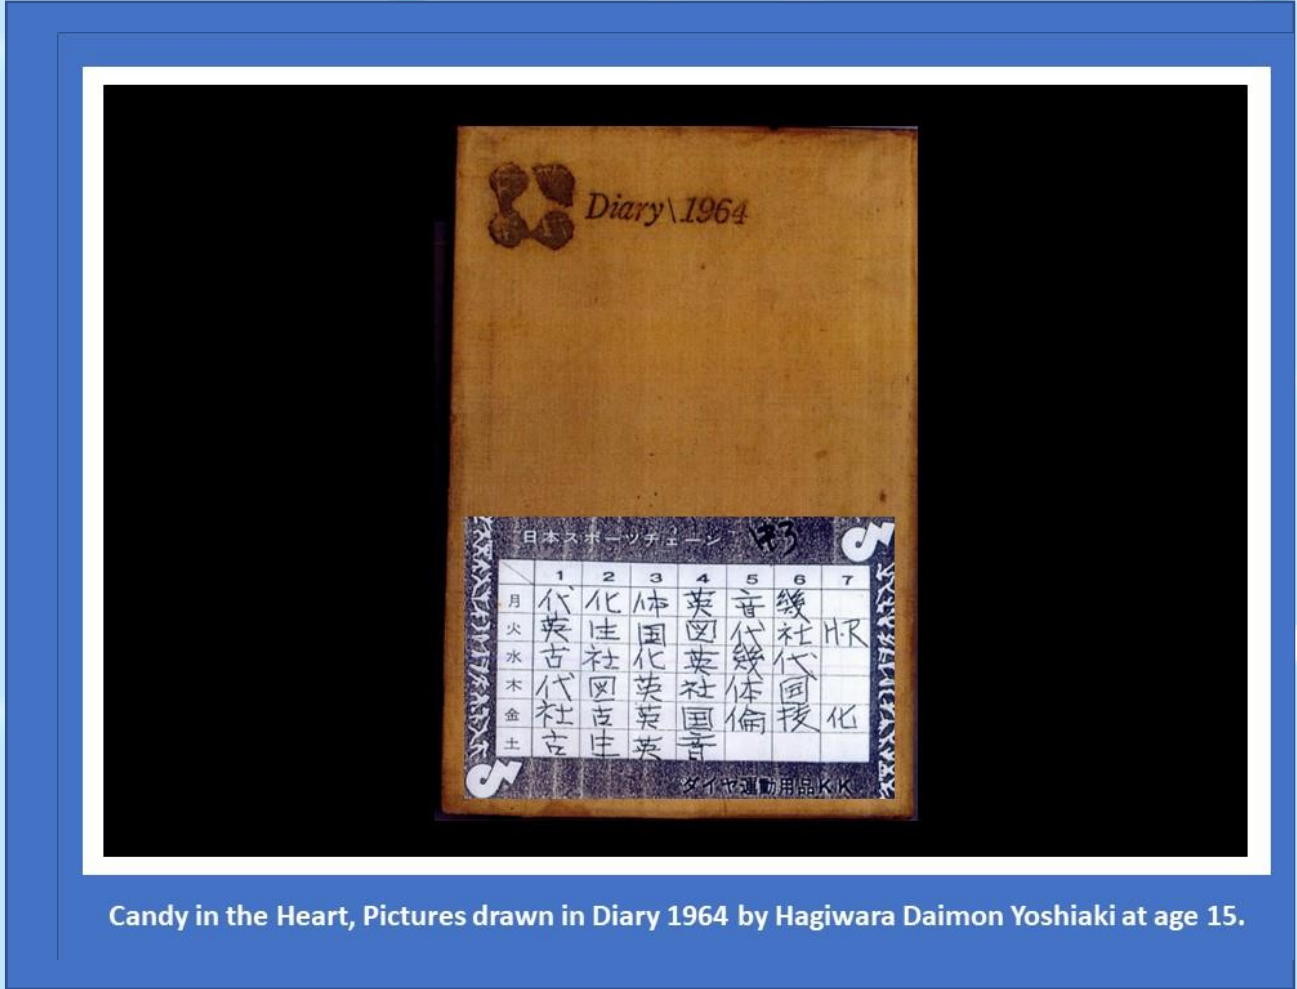 Diary\1964
日本スポーツチェーン
1 2 3 4 5 6 7
月 代 化 体 英 音 幾
火 英 生 国 図 代 社 H.R
水 古 社 化 英 幾 代
木 代 図 英 社 体 国
金 社 古 英 国 倫 技 化
土 古 生 英 音
ダイヤ運動用品KK
Candy in the Heart, Pictures drawn in Diary 1964 by Hagiwara Daimon Yoshiaki at age 15.